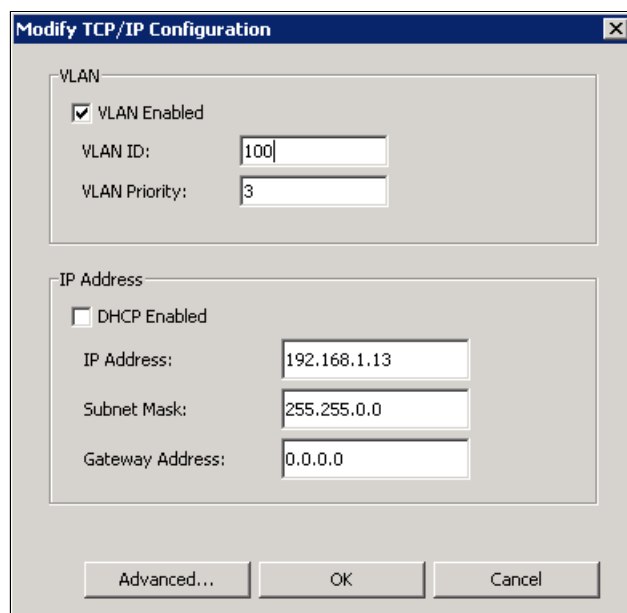 Modify TCP/IP Configuration
VLAN
VLAN Enabled
VLAN ID: 100
VLAN Priority: 3
IP Address
DHCP Enabled
IP Address: 192.168.1.13
Subnet Mask: 255.255.0.0
Gateway Address: 0.0.0.0
Advanced... OK Cancel